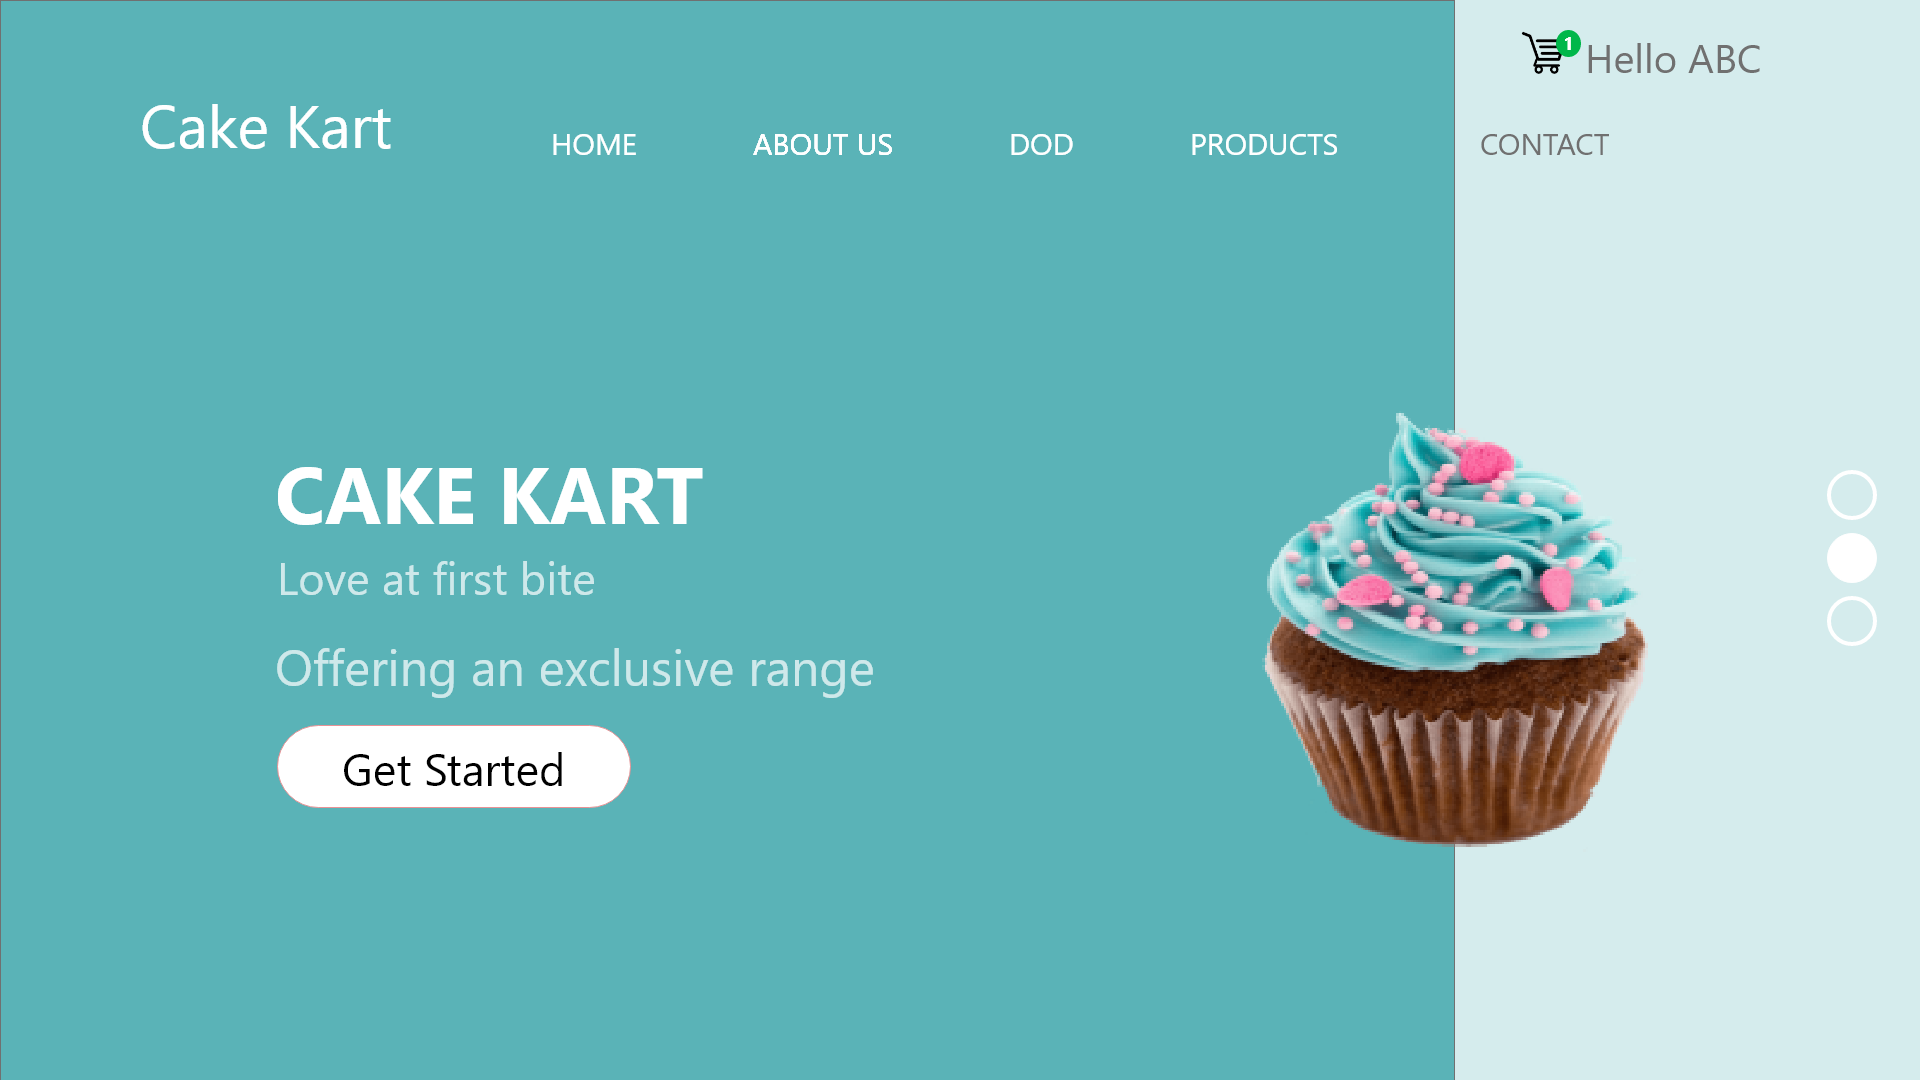 1
Hello ABC
Cake Kart
HOME
ABOUT US
DOD
PRODUCTS
CONTACT
CAKE KART
Love at first bite
Offering an exclusive range
Get Started